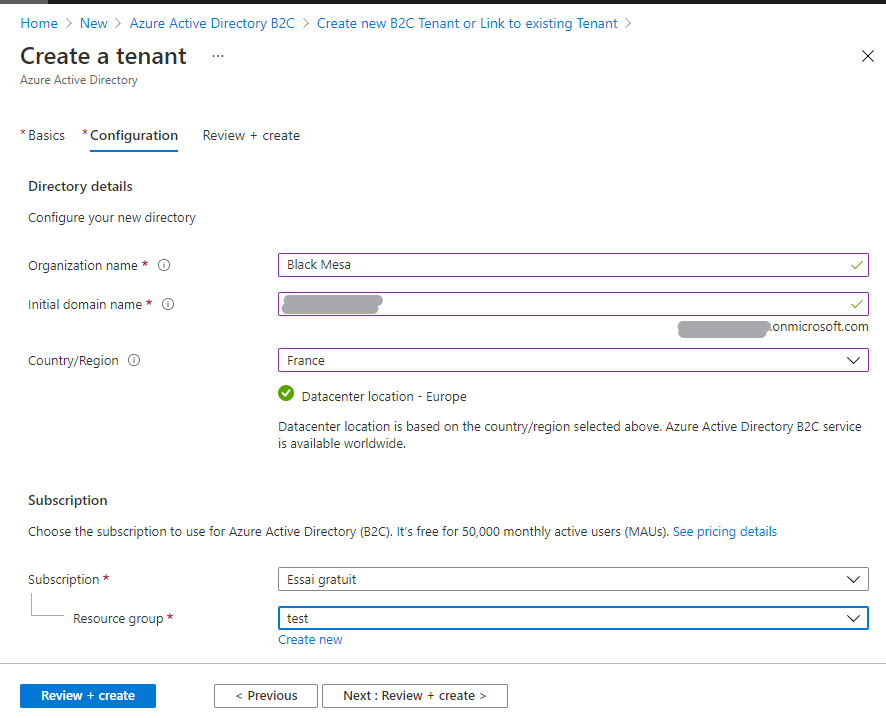 Home > New > Azure Active Directory B2C > Create new B2C Tenant or Link to existing Tenant >
Create a tenant ...
Azure Active Directory
* Basics * Configuration Review + create
Directory details
Configure your new directory
Organization name * Black Mesa
Initial domain name *
.onmicrosoft.com
Country/Region France
Datacenter location - Europe
Datacenter location is based on the country/region selected above. Azure Active Directory B2C service
is available worldwide.
Subscription
Choose the subscription to use for Azure Active Directory (B2C). It's free for 50,000 monthly active users (MAUs). See pricing details
Subscription * Essai gratuit
Resource group * test
Create new
Review + create < Previous Next : Review + create >